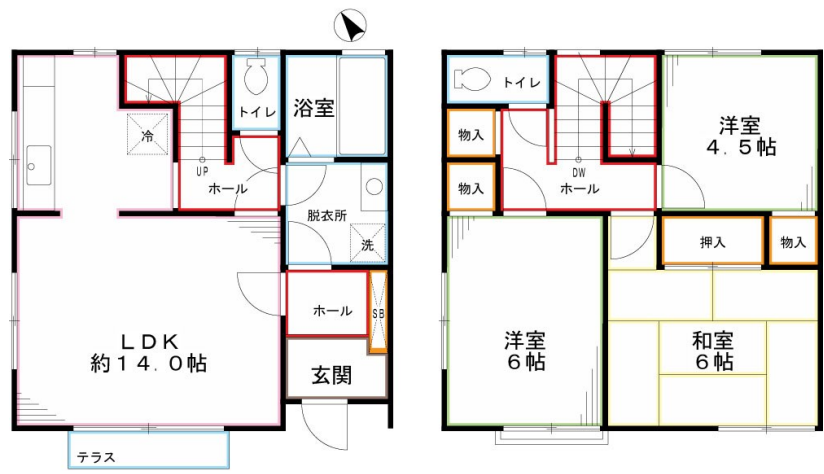 トイレ
浴室
冷
UP
ホール
脱衣所
洗
ホール
SB
LDK
約14.0帖
玄関
テラス
トイレ
物入
洋室
4.5帖
物入
DW
ホール
押入
物入
洋室
6帖
和室
6帖